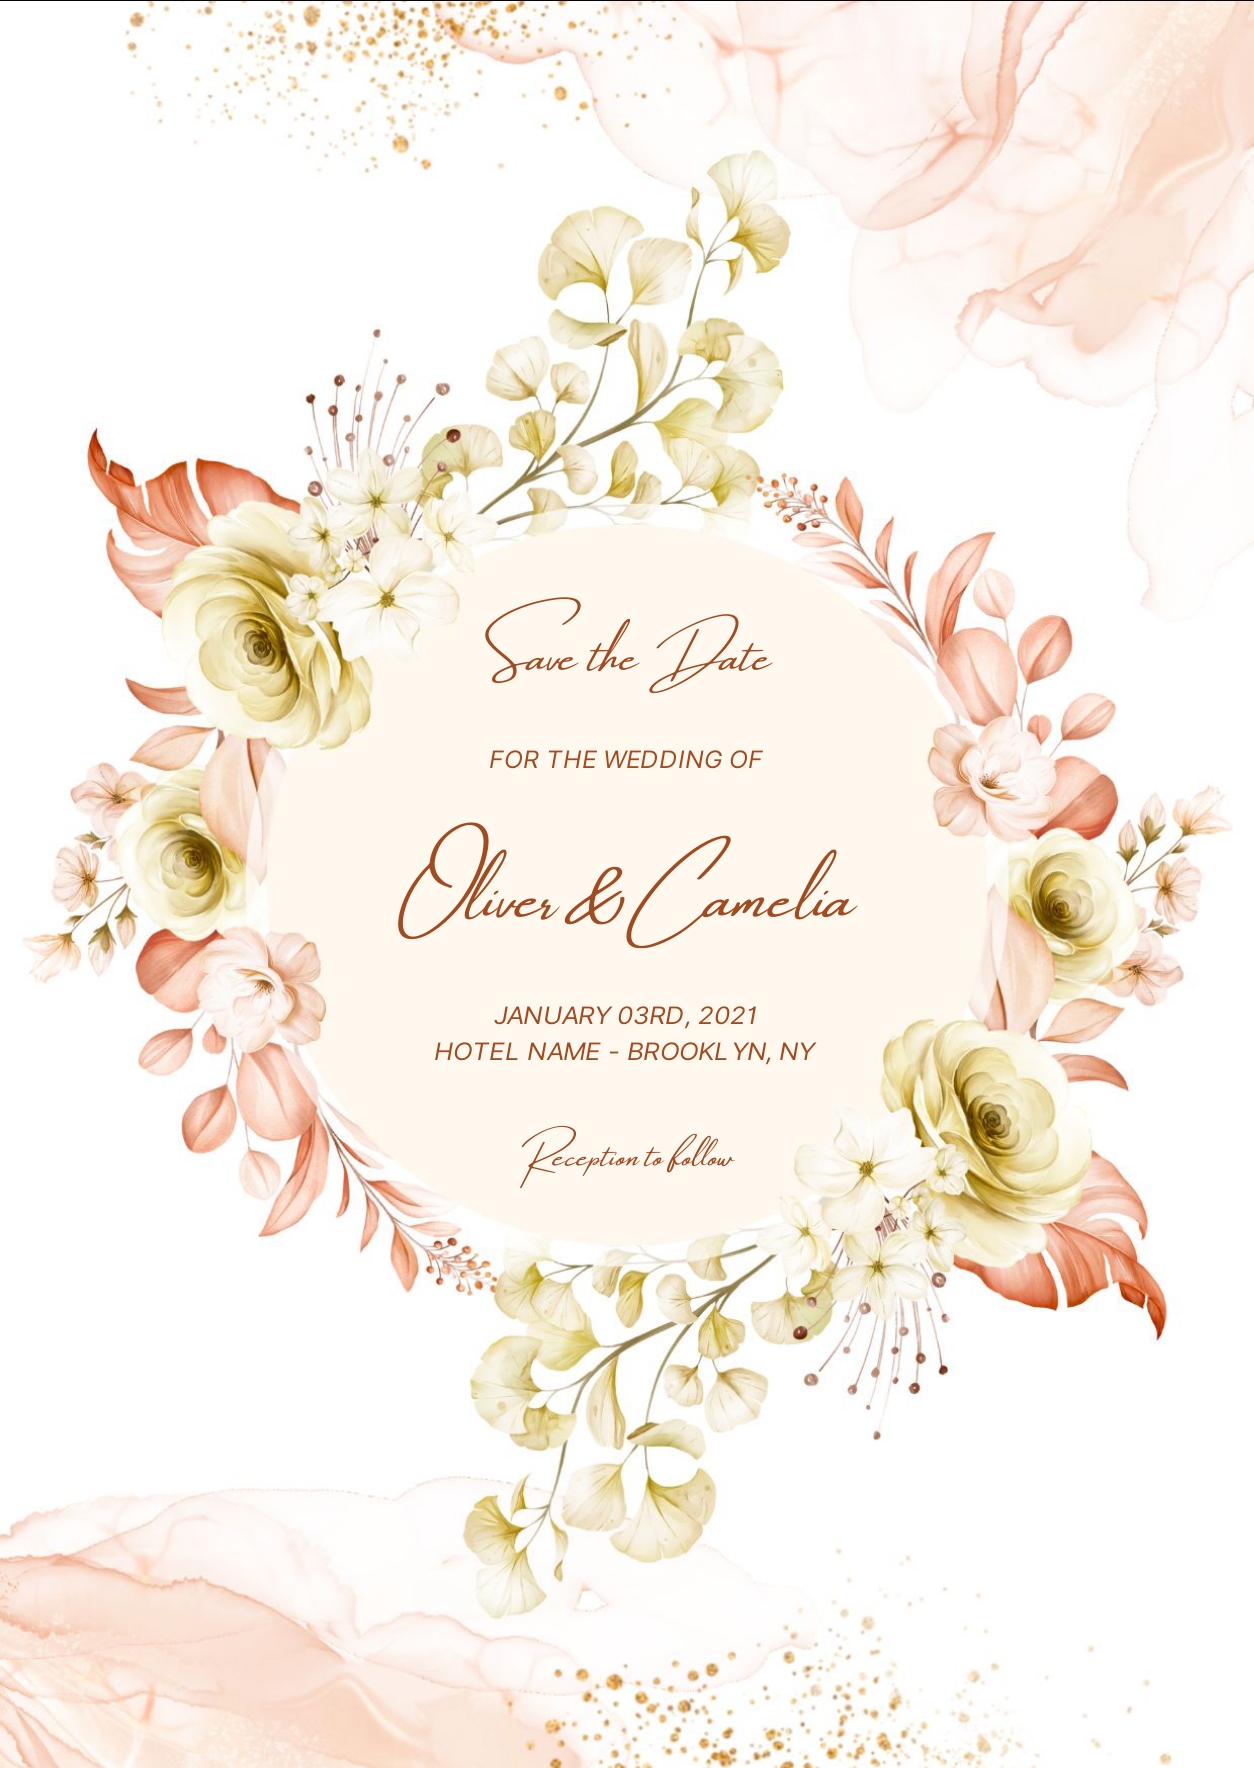 Save the Date
FOR THE WEDDING OF
Oliver & Camelia
JANUARY 03RD, 2021
HOTEL NAME - BROOKLYN, NY
Reception to follow